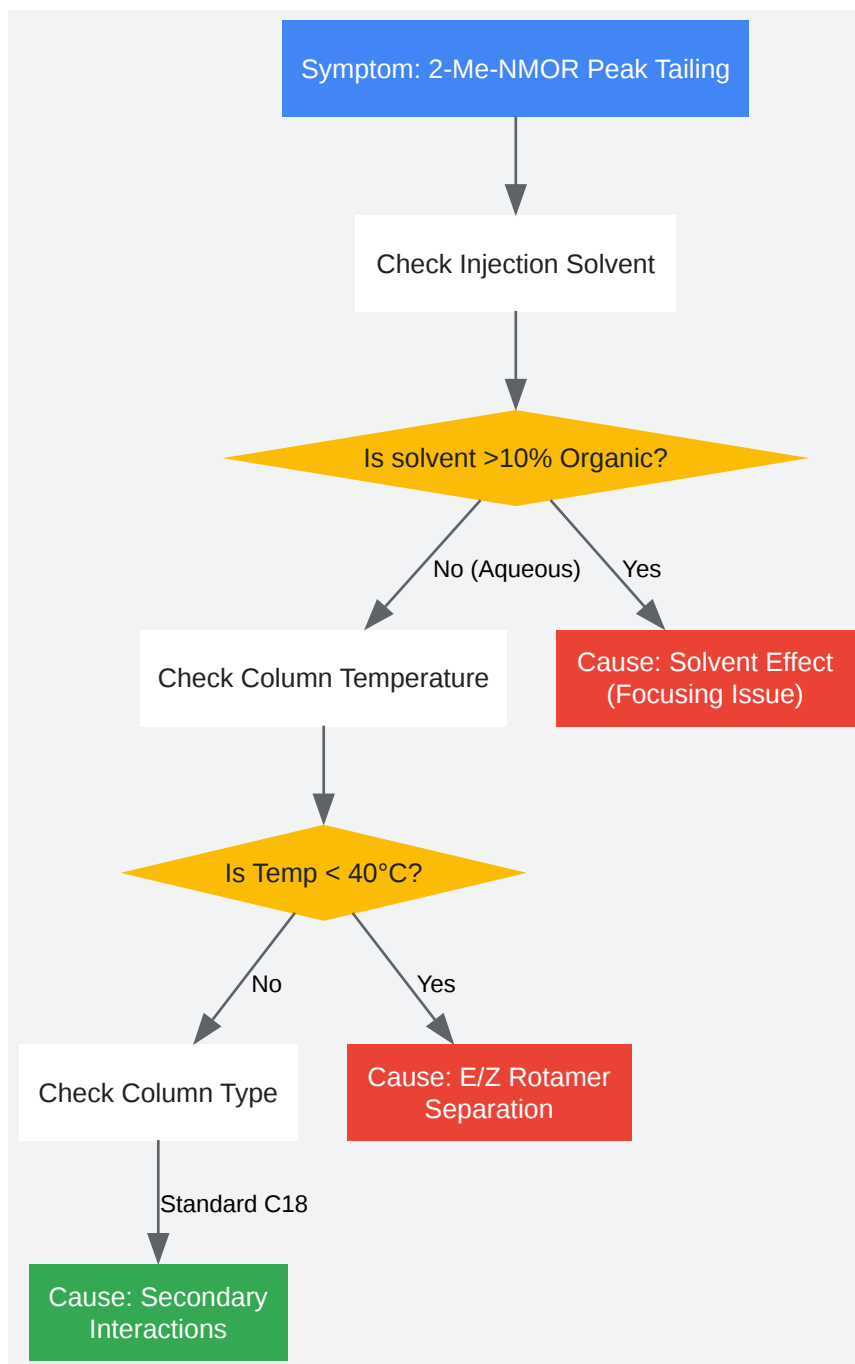 Symptom: 2-Me-NMOR Peak Tailing
Check Injection Solvent
Is solvent >10% Organic?
No (Aqueous)
Yes
Check Column Temperature
Cause: Solvent Effect
(Focusing Issue)
Is Temp < 40°C?
No
Yes
Check Column Type
Cause: E/Z Rotamer
Separation
Standard C18
Cause: Secondary
Interactions